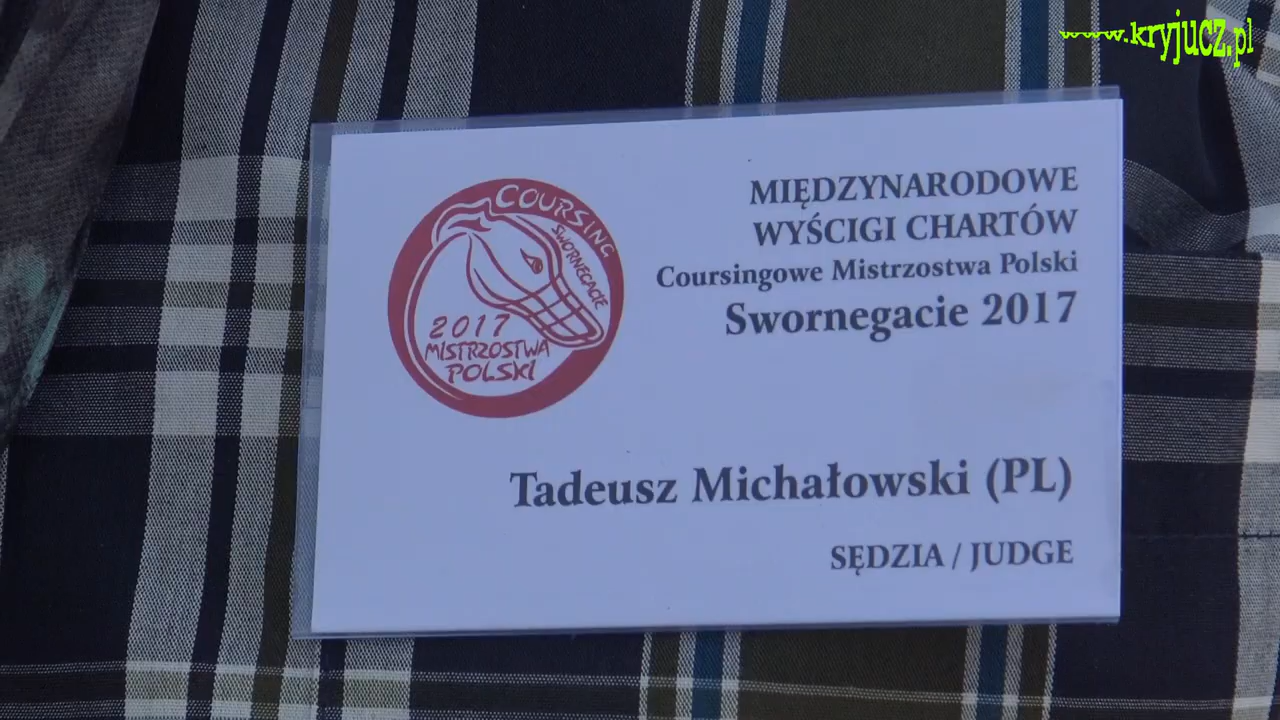 www.kryjucz.pl
COURSING
SWORNEGACIE
2017
MISTRZOSTWA
POLSKI
MIĘDZYNARODOWE
WYŚCIGI CHARTÓW
Coursingowe Mistrzostwa Polski
Swornegacie 2017
Tadeusz Michałowski (PL)
SĘDZIA / JUDGE